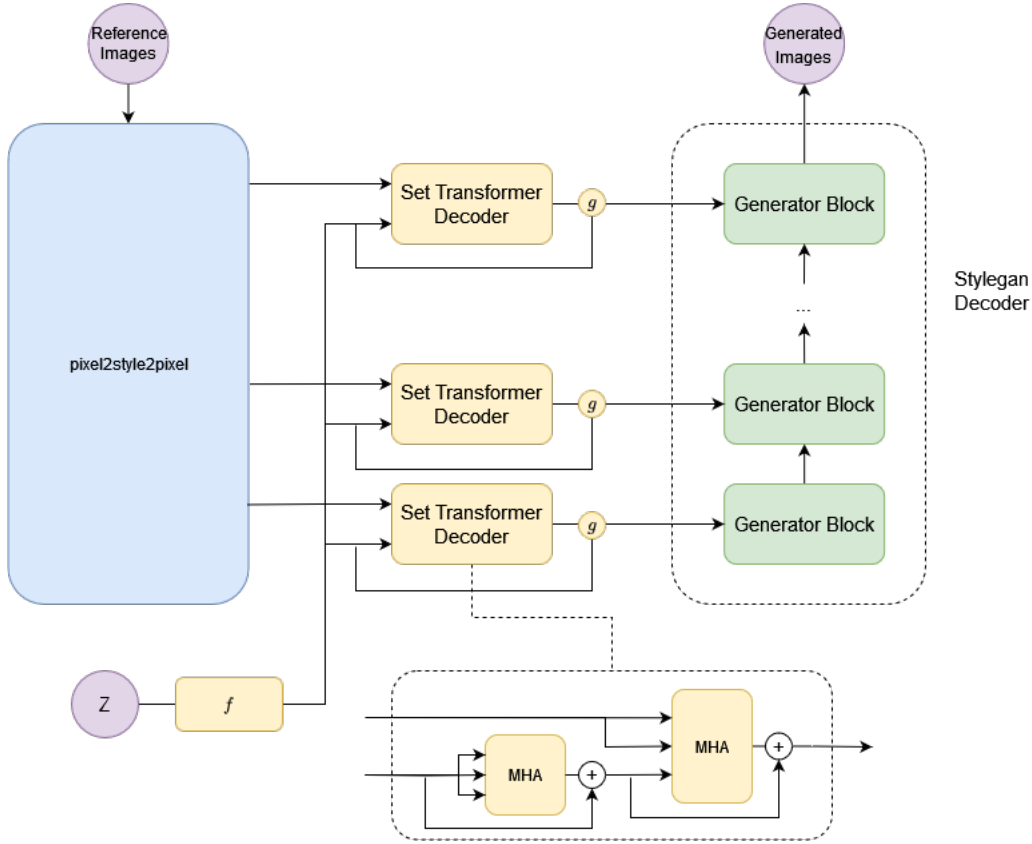 Reference
Images
Generated
Images
Set Transformer
Decoder
g
Generator Block
Stylegan
Decoder
...
pixel2style2pixel
Set Transformer
Decoder
g
Generator Block
Set Transformer
Decoder
g
Generator Block
Z
f
MHA
+
MHA
+